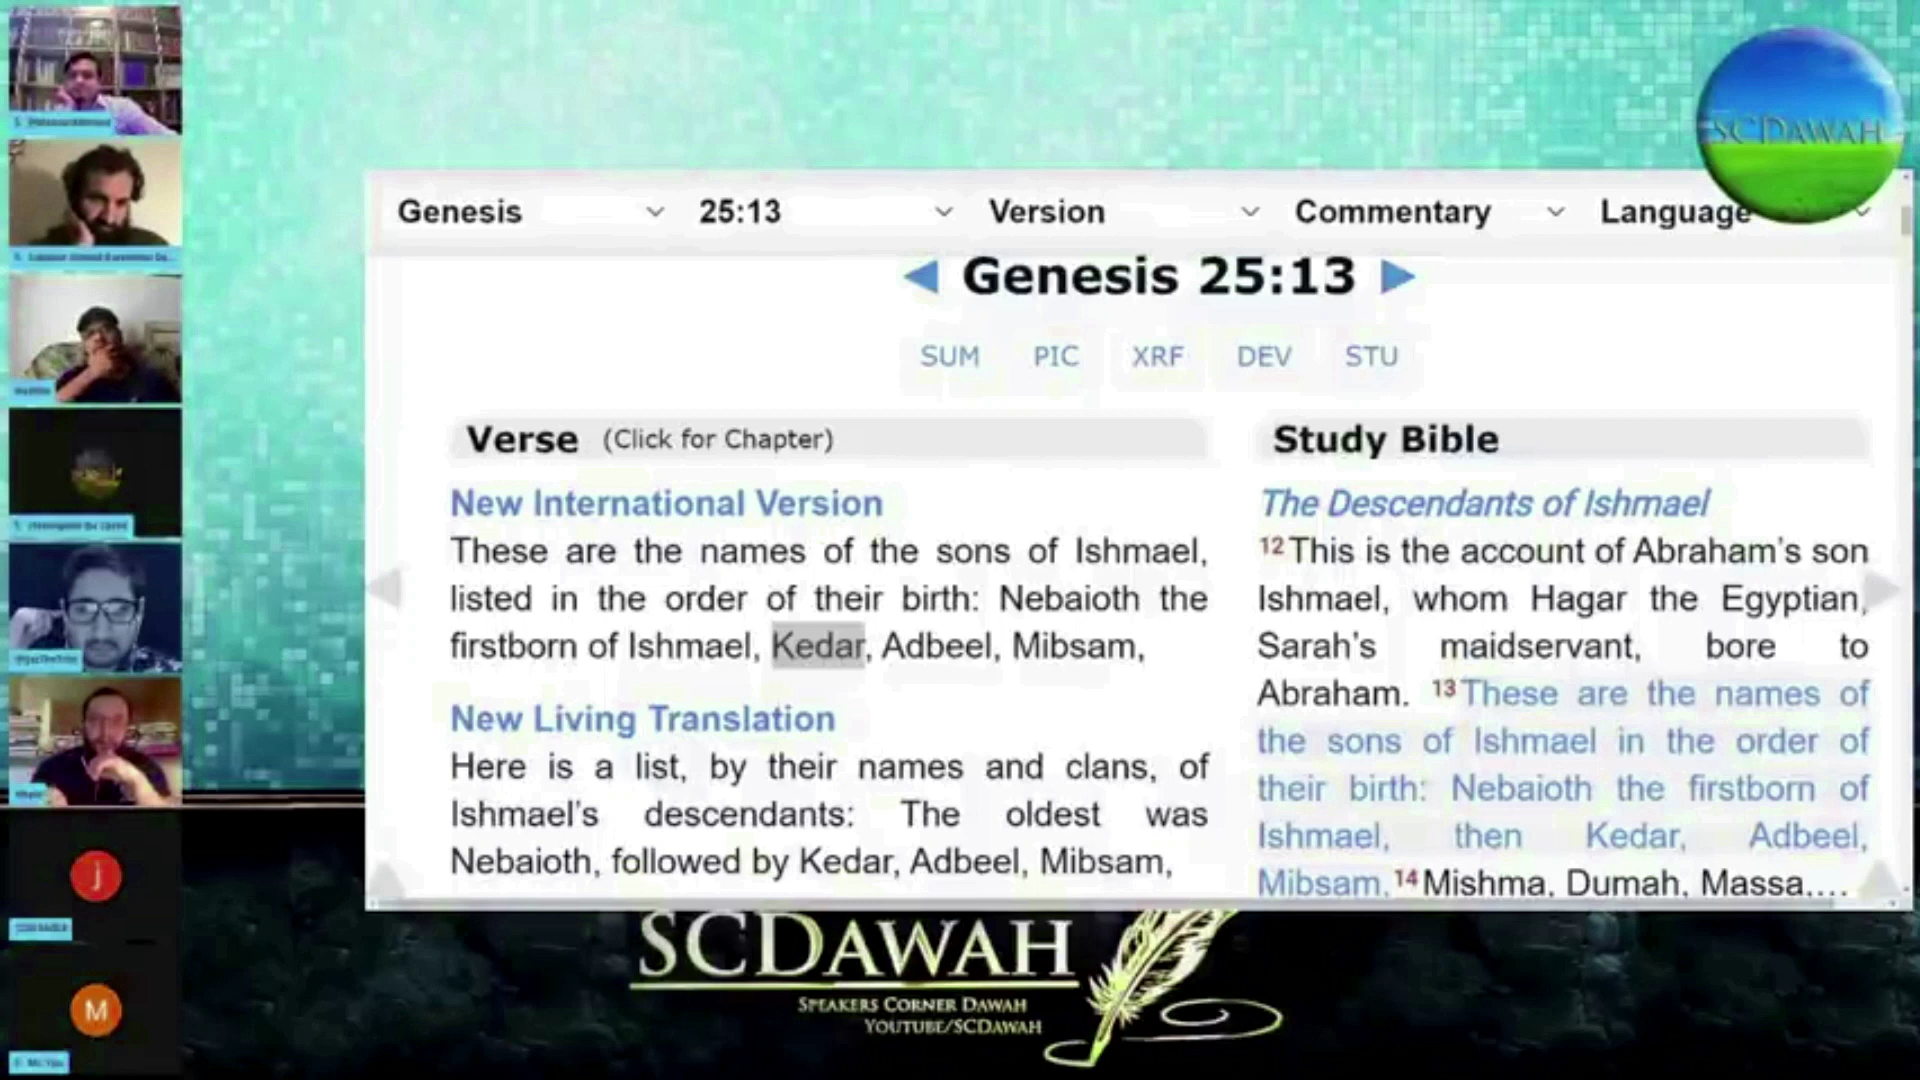 SCDAWAH
Genesis 25:13 Version Commentary Language
Genesis 25:13
SUM PIC XRF DEV STU
Verse (Click for Chapter)
New International Version
These are the names of the sons of Ishmael,
listed in the order of their birth: Nebaioth the
firstborn of Ishmael, Kedar, Adbeel, Mibsam,
New Living Translation
Here is a list, by their names and clans, of
Ishmael's descendants: The oldest was
Nebaioth, followed by Kedar, Adbeel, Mibsam,
Study Bible
The Descendants of Ishmael
12 This is the account of Abraham's son
Ishmael, whom Hagar the Egyptian,
Sarah's maidservant, bore to
Abraham. 13 These are the names of
the sons of Ishmael in the order of
their birth: Nebaioth the firstborn of
Ishmael, then Kedar, Adbeel,
Mibsam, 14 Mishma, Dumah, Massa,…
j
M
SCDAWAH
SPEAKERS CORNER DAWAH
YOUTUBE/SCDAWAH